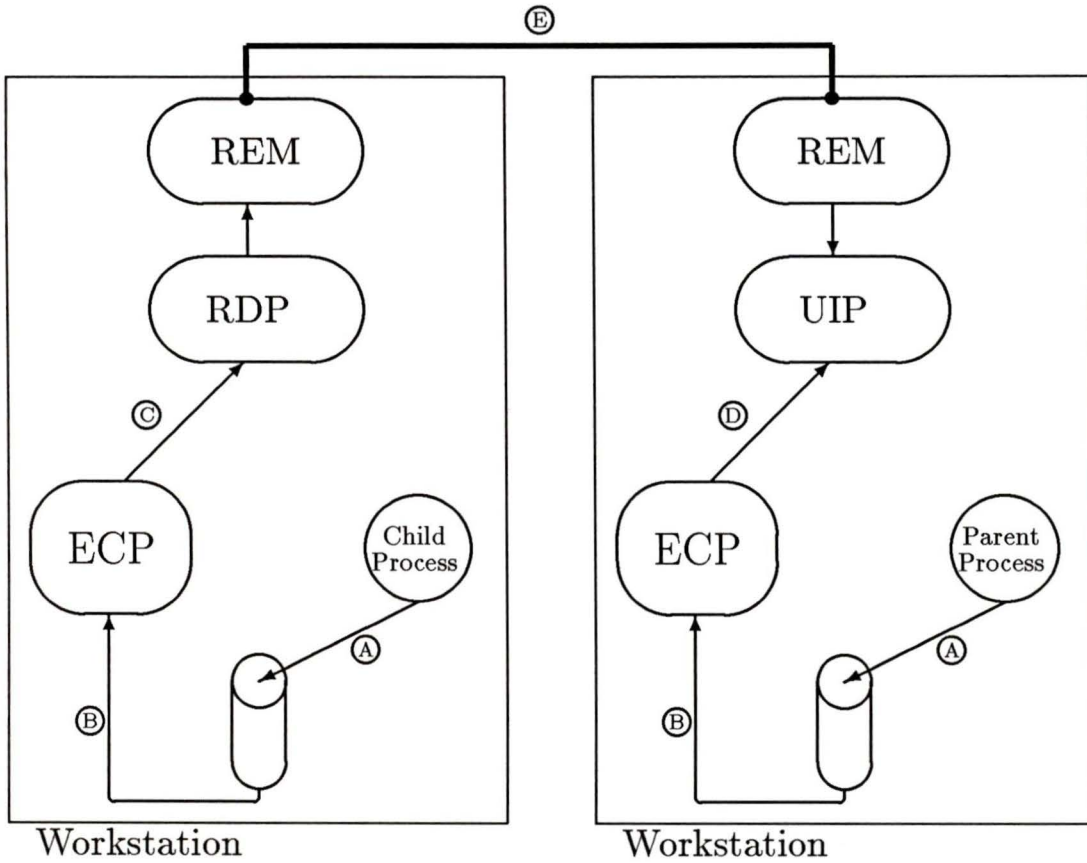 E
REM
REM
RDP
UIP
C
D
ECP
Child
Process
ECP
Parent
Process
A
A
B
B
Workstation
Workstation